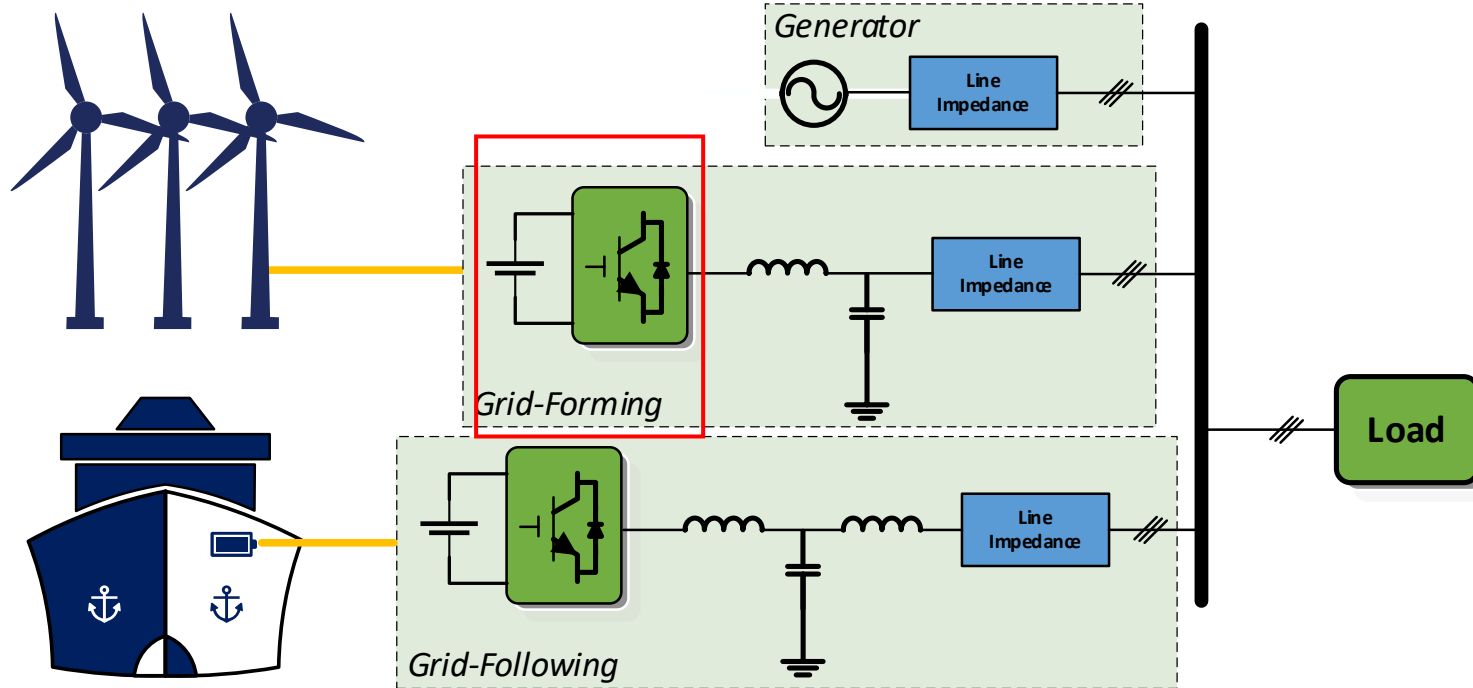 Generator
Line
Impedance
Line
Impedance
Grid-Forming
Load
Line
Impedance
Grid-Following